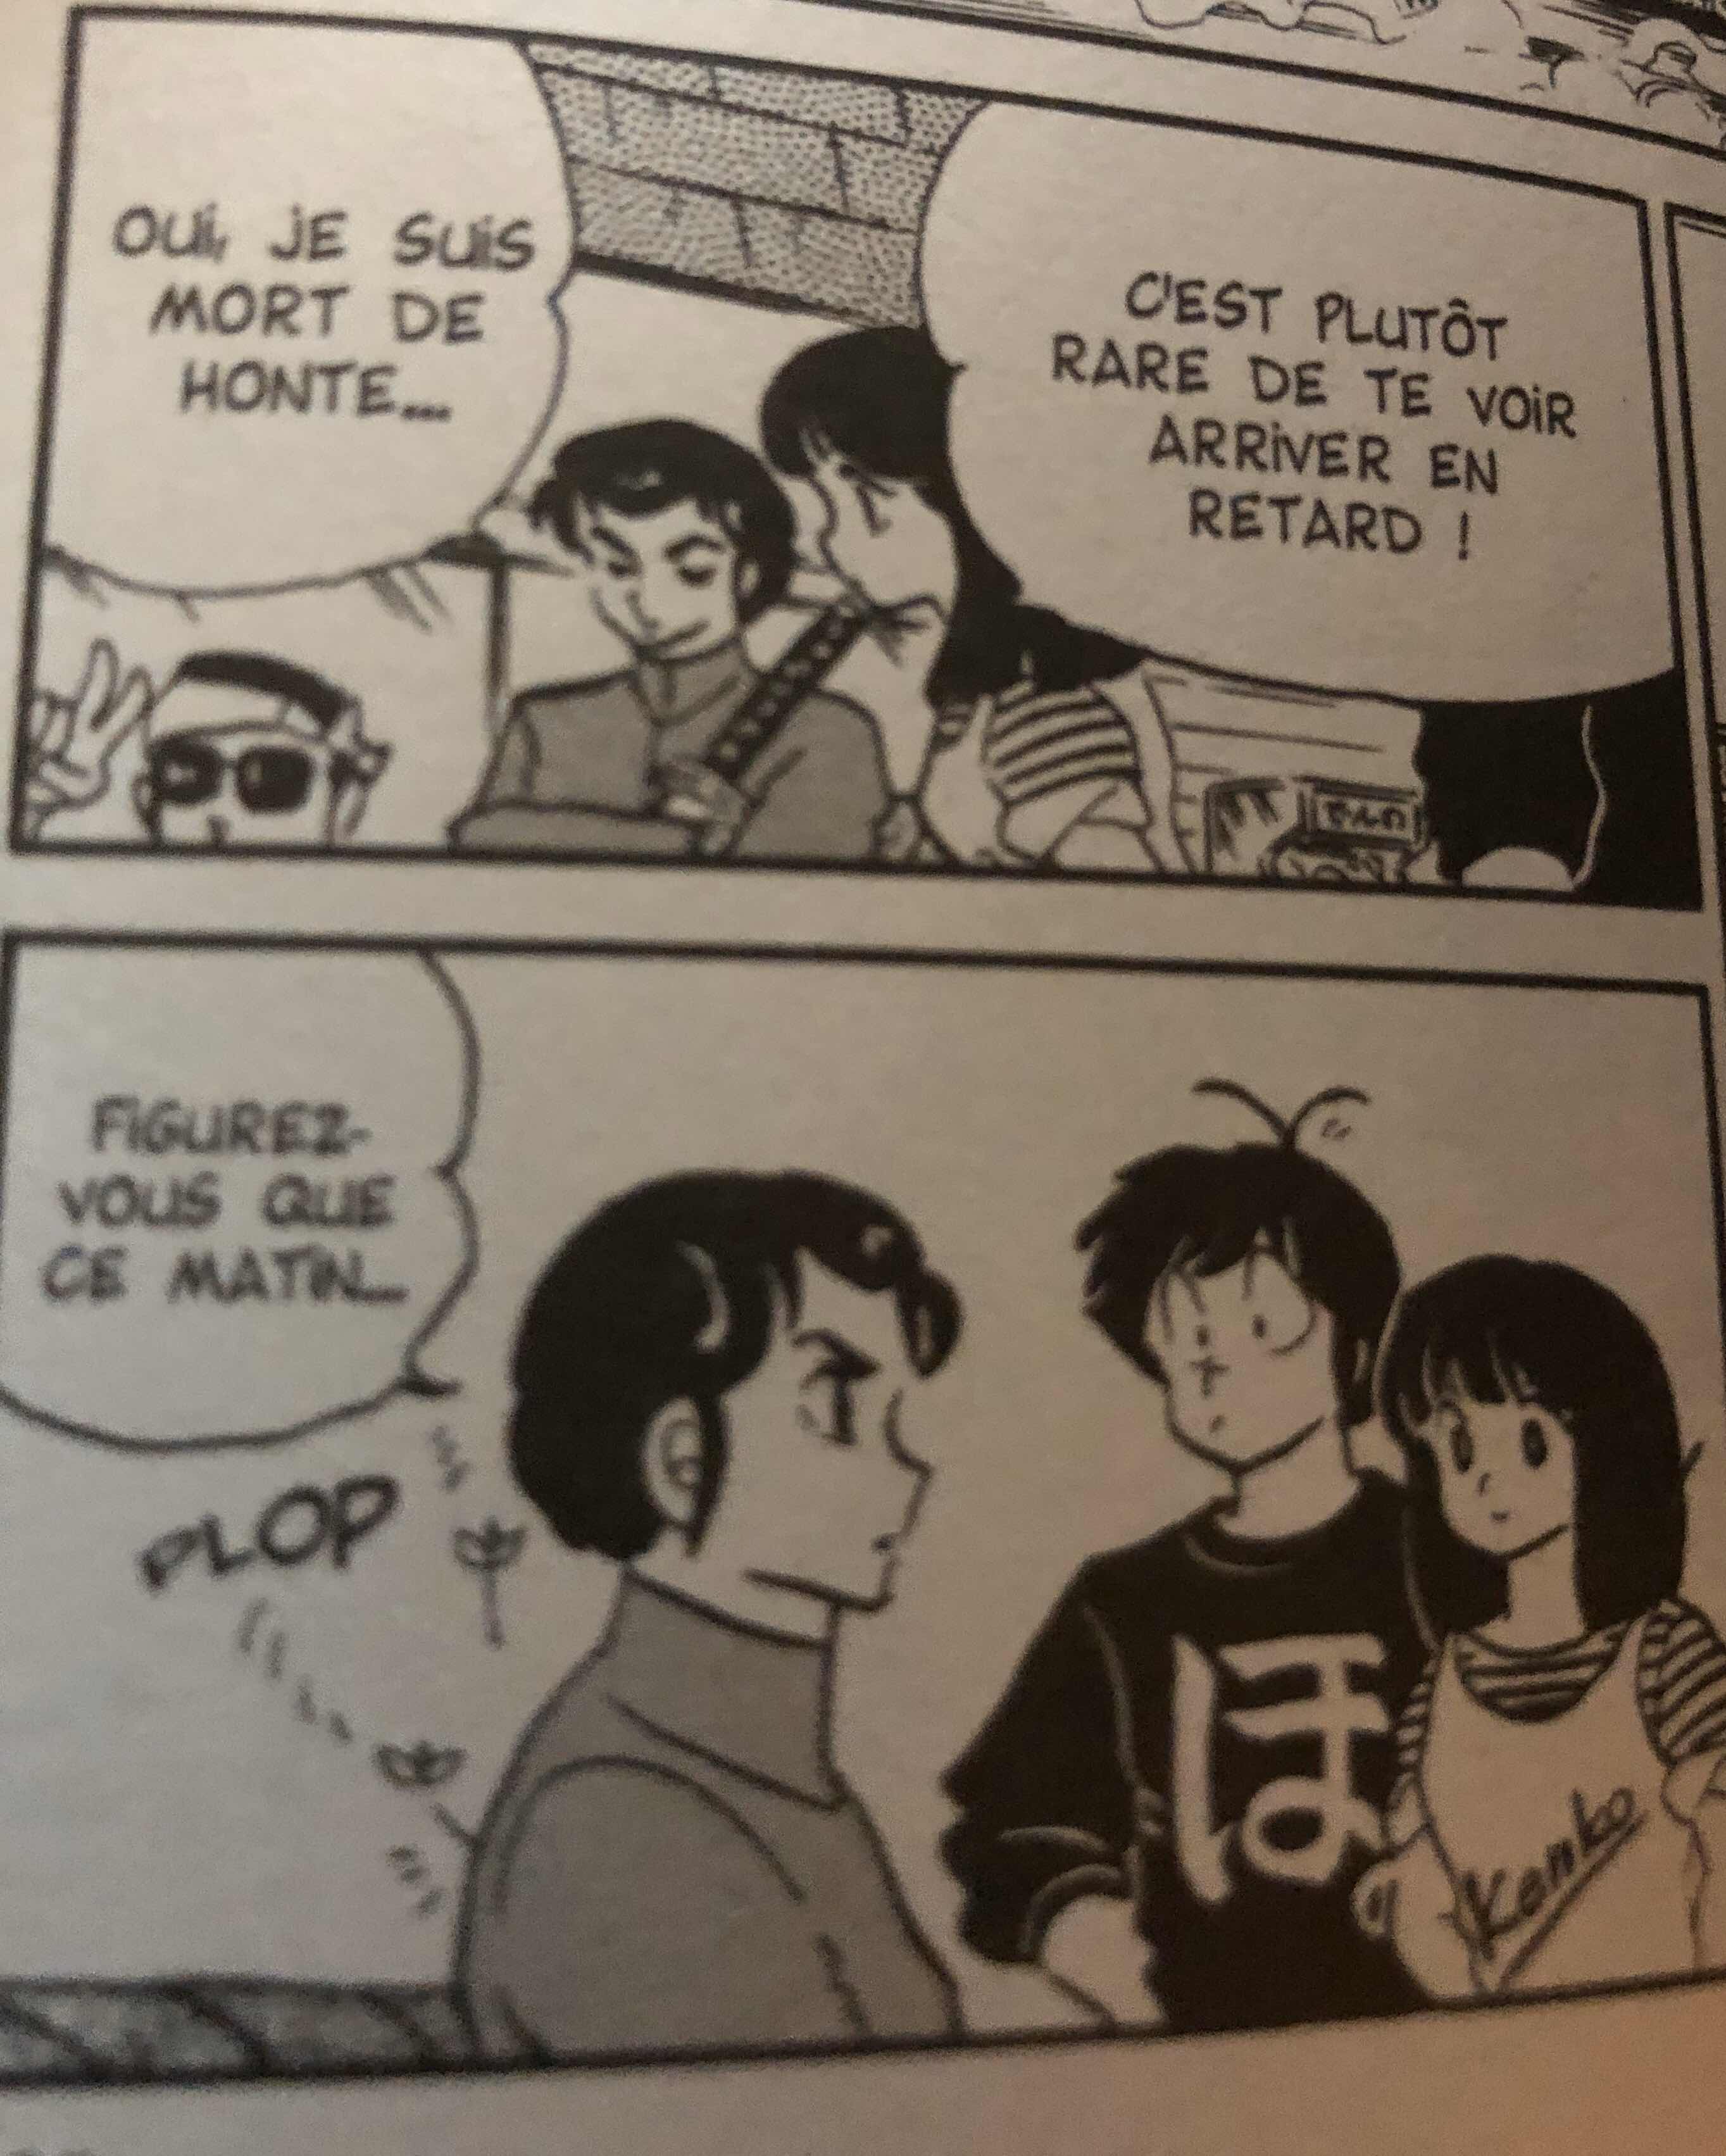 C'EST PLUTÔT
RARE DE TE VOiR
ARRiVER EN
RETARD !
OUi, JE SUiS
MORT DE
HONTE...
FiGUREZ-
VOUS QUE
CE MATiN...
PLOP
ほ
Kenko